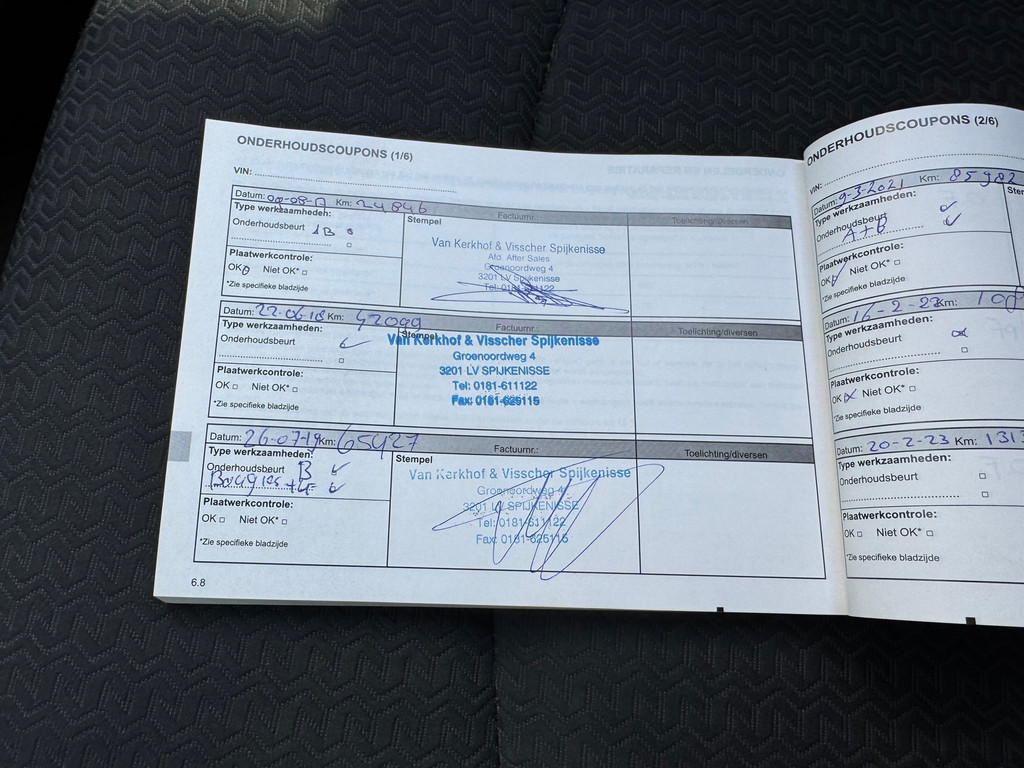 ONDERHOUDSCOUPONS (1/6)
VIN:
Datum: Km: 24846
Type werkzaamheden:
Onderhoudsbeurt 1B
Plaatwerkcontrole:
OK Niet OK*
*Zie specifieke bladzijde
Stempel Factuurnr.: Toelichting/diversen
Van Kerkhof & Visscher Spijkenisse
Afd. After Sales
Groenoordweg 4
3201 LV Spijkenisse
Tel: 0181-611122
Datum: 22-06-18 Km: 42099
Type werkzaamheden:
Onderhoudsbeurt
Plaatwerkcontrole:
OK Niet OK*
*Zie specifieke bladzijde
Stempel Factuurnr.: Toelichting/diversen
Van Kerkhof & Visscher Spijkenisse
Groenoordweg 4
3201 LV SPIJKENISSE
Tel: 0181-611122
Fax: 0181-626115
Datum: 26-07-19 Km: 65427
Type werkzaamheden:
Onderhoudsbeurt B
Bougies +
Plaatwerkcontrole:
OK Niet OK*
*Zie specifieke bladzijde
Stempel Factuurnr.: Toelichting/diversen
Van Kerkhof & Visscher Spijkenisse
Groenoordweg 4
3201 LV SPIJKENISSE
Tel: 0181-611122
Fax: 0181-626115
6.8
ONDERHOUDSCOUPONS (2/6)
VIN:
Datum: 9-3-2021 Km: 85982
Type werkzaamheden:
Onderhoudsbeurt
A+B
Plaatwerkcontrole:
OK Niet OK*
*Zie specifieke bladzijde
Datum: 16-2-22 Km:
Type werkzaamheden:
Onderhoudsbeurt
Plaatwerkcontrole:
OK Niet OK*
*Zie specifieke bladzijde
Datum: 20-2-23 Km: 1313
Type werkzaamheden:
Onderhoudsbeurt
Plaatwerkcontrole:
OK Niet OK*
*Zie specifieke bladzijde